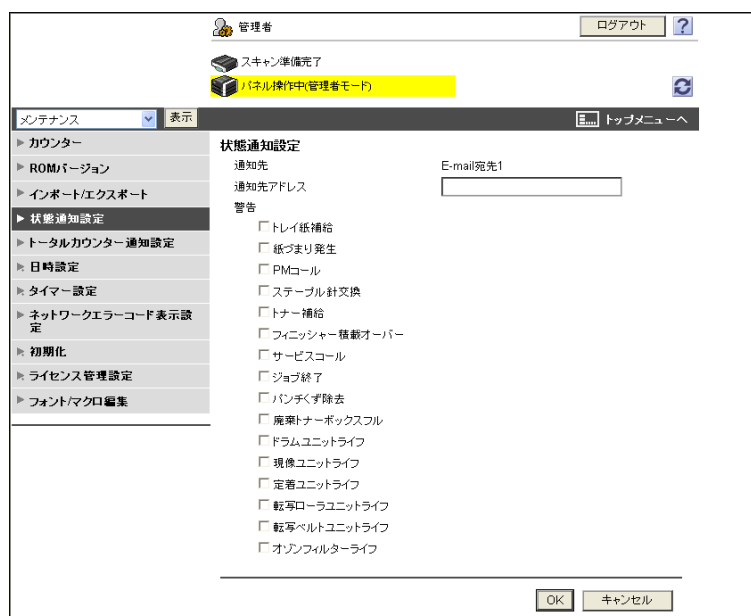 管理者
ログアウト
?
スキャン準備完了
パネル操作中(管理者モード)
メンテナンス
表示
トップメニューへ
カウンター
ROMバージョン
インポート/エクスポート
状態通知設定
トータルカウンター通知設定
日時設定
タイマー設定
ネットワークエラーコード表示設
定
初期化
ライセンス管理設定
フォント/マクロ編集
状態通知設定
通知先 E-mail宛先1
通知先アドレス
警告
トレイ紙補給
紙づまり発生
PMコール
ステープル針交換
トナー補給
フィニッシャー積載オーバー
サービスコール
ジョブ終了
パンチくず除去
廃棄トナーボックスフル
ドラムユニットライフ
現像ユニットライフ
定着ユニットライフ
転写ローラユニットライフ
転写ベルトユニットライフ
オゾンフィルターライフ
OK
キャンセル